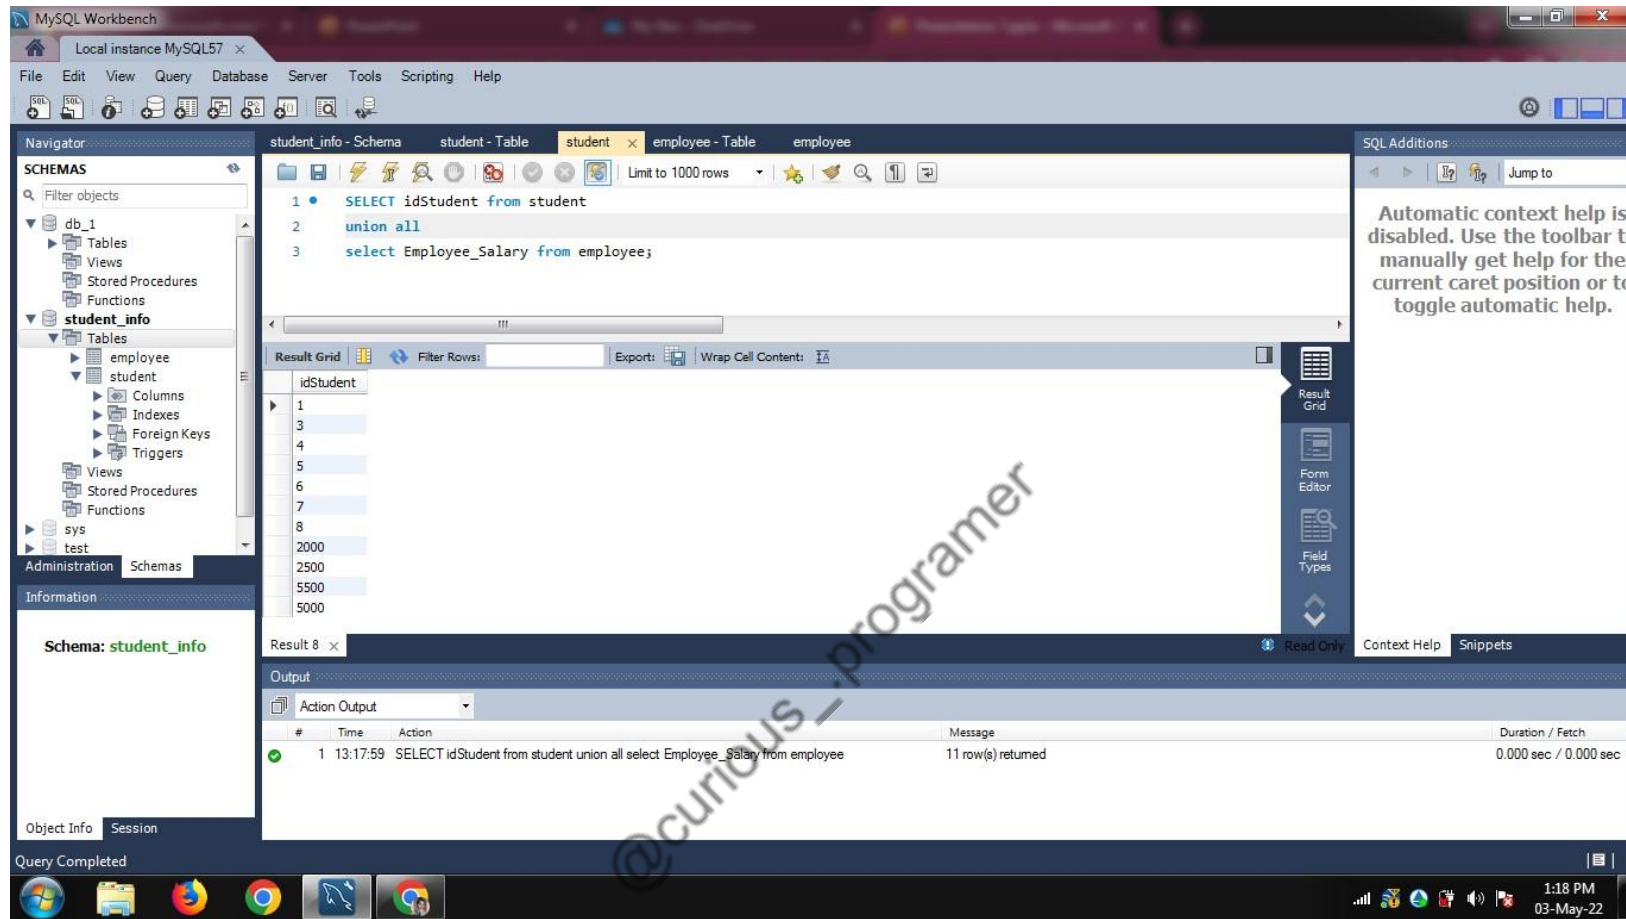 MySQL Workbench
Local instance MySQL57
File Edit View Query Database Server Tools Scripting Help
Navigator
SCHEMAS
Filter objects
db_1
Tables
Views
Stored Procedures
Functions
student_info
Tables
employee
student
Columns
Indexes
Foreign Keys
Triggers
Views
Stored Procedures
Functions
sys
test
Administration Schemas
Information
Schema: student_info
Object Info Session
student_info - Schema student - Table student employee - Table employee
Limit to 1000 rows
1 SELECT idStudent from student
2 union all
3 select Employee_Salary from employee;
Result Grid Filter Rows: Export: Wrap Cell Content:
idStudent
1
3
4
5
6
7
8
2000
2500
5500
5000
Result Grid
Form Editor
Field Types
Result 8 Read Only
Output
Action Output
# Time Action Message Duration / Fetch
1 13:17:59 SELECT idStudent from student union all select Employee_Salary from employee 11 row(s) returned 0.000 sec / 0.000 sec
SQL Additions
Jump to
Automatic context help is
disabled. Use the toolbar t
manually get help for the
current caret position or to
toggle automatic help.
Context Help Snippets
@curious_.programer
Query Completed
1:18 PM
03-May-22